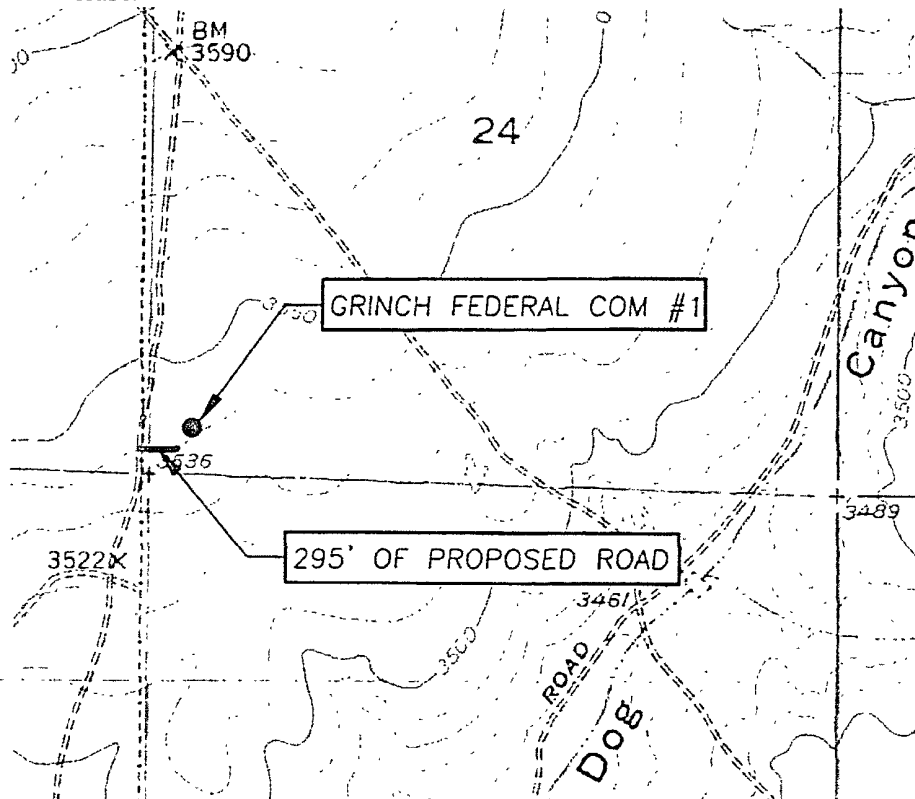 BM
3590
24
GRINCH FEDERAL COM #1
Canyon
3500
3536
3489
295' OF PROPOSED ROAD
3522
3461
3500
ROAD
Dog